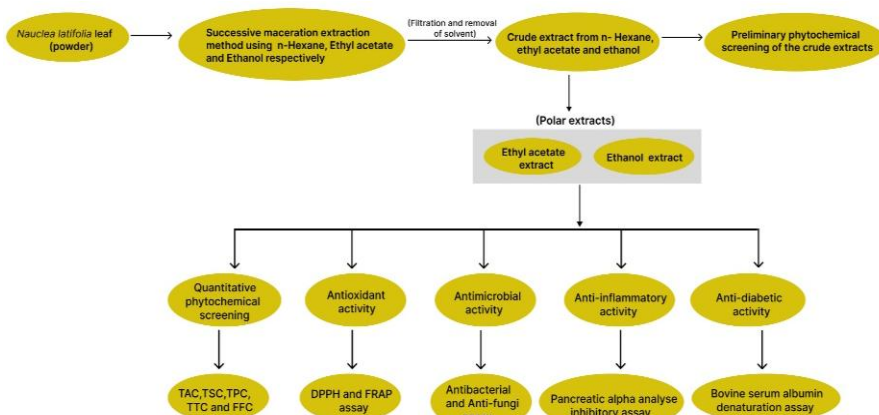 Nauclea latifolia leaf
(powder)
Successive maceration extraction
method using n-Hexane, Ethyl acetate
and Ethanol respectively
(Filtration and removal
of solvent)
Crude extract from n- Hexane,
ethyl acetate and ethanol
Preliminary phytochemical
screening of the crude extracts
(Polar extracts)
Ethyl acetate
extract
Ethanol extract
Quantitative
phytochemical
screening
Antioxidant
activity
Antimicrobial
activity
Anti-inflammatory
activity
Anti-diabetic
activity
TAC,TSC,TPC,
TTC and FFC
DPPH and FRAP
assay
Antibacterial
and Anti-fungi
Pancreatic alpha analyse
inhibitory assay
Bovine serum albumin
denaturation assay